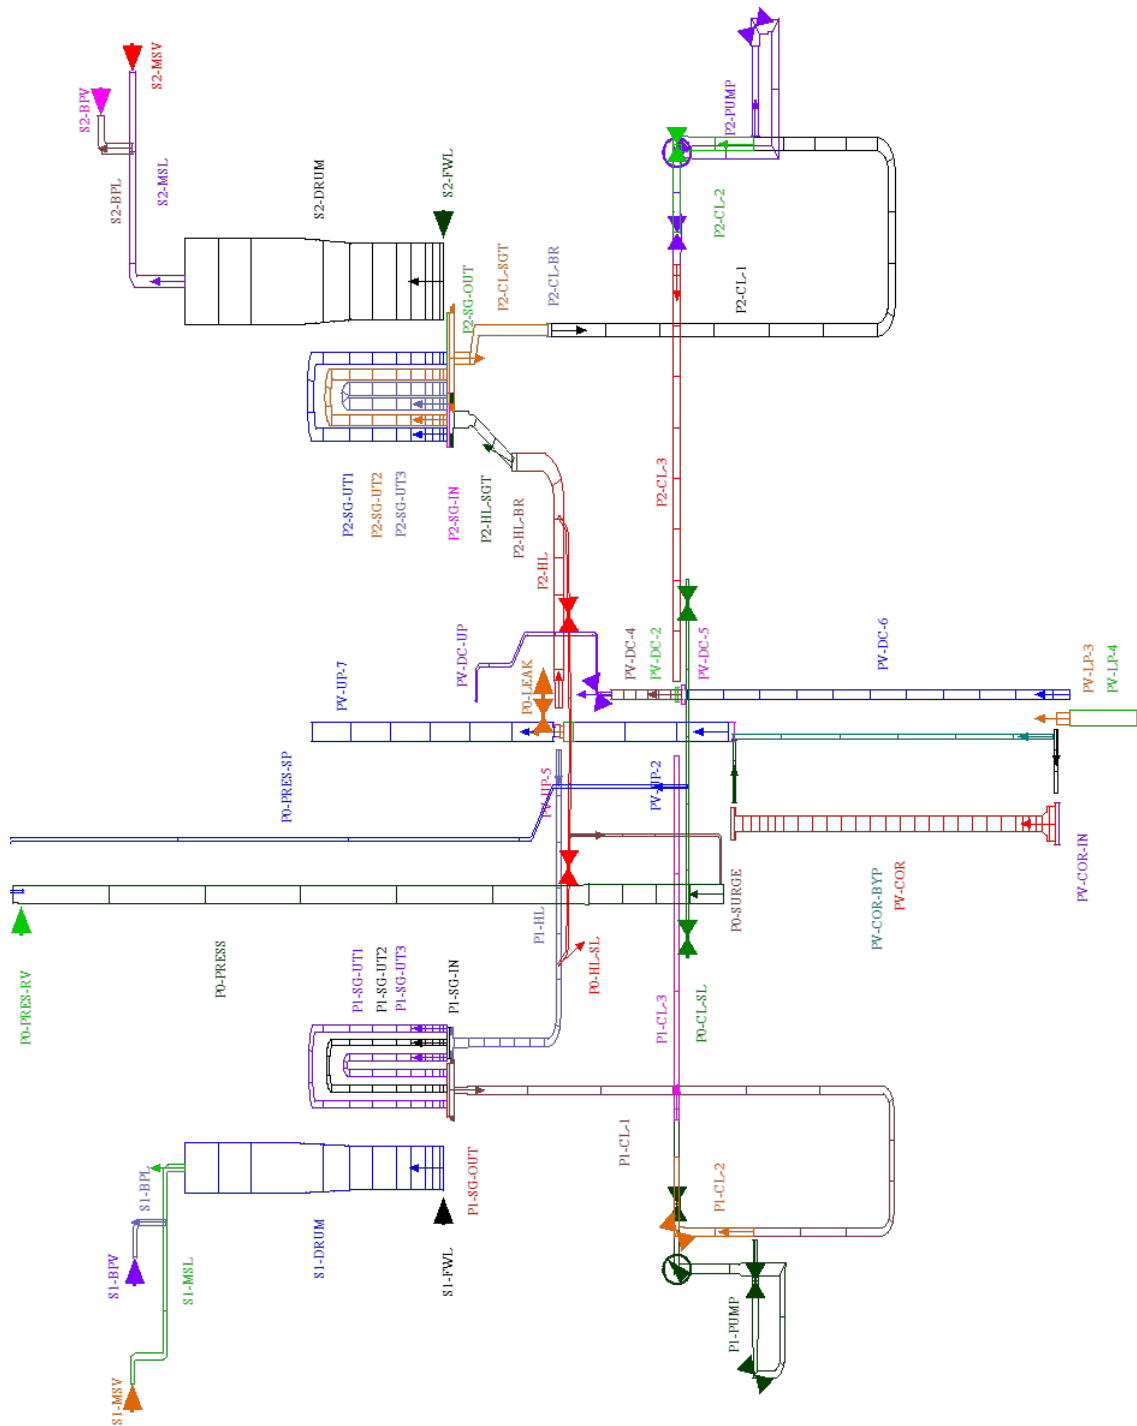 S2-MSV
S2-BPV
S2-MSL
S2-BPL
S2-DRUM
S2-FWL
P2-PUMP
P2-CL-2
P2-CL-1
P2-SG-OUT
P2-CL-SGT
P2-CL-BR
P2-SG-UT1
P2-SG-UT2
P2-SG-UT3
P2-SG-IN
P2-HL-SGT
P2-HL-BR
P2-HL
P2-CL-3
PV-DC-UP
PV-DC-4
PV-DC-2
PV-DC-5
PV-DC-6
PV-LP-3
PV-LP-4
PV-UP-7
P0-LEAK
P0-PRES-SP
PV-UP-5
PV-UP-2
P0-PRES-RV
P0-PRESS
P1-HL
P0-HL-SL
P0-SURGE
PV-COR-BYP
PV-COR
PV-COR-IN
P1-SG-UT1
P1-SG-UT2
P1-SG-UT3
P1-SG-IN
P1-CL-3
P0-CL-SL
P1-CL-1
P1-CL-2
P1-SG-OUT
S1-BPL
S1-BPV
S1-MSL
S1-MSV
S1-DRUM
S1-FWL
P1-PUMP